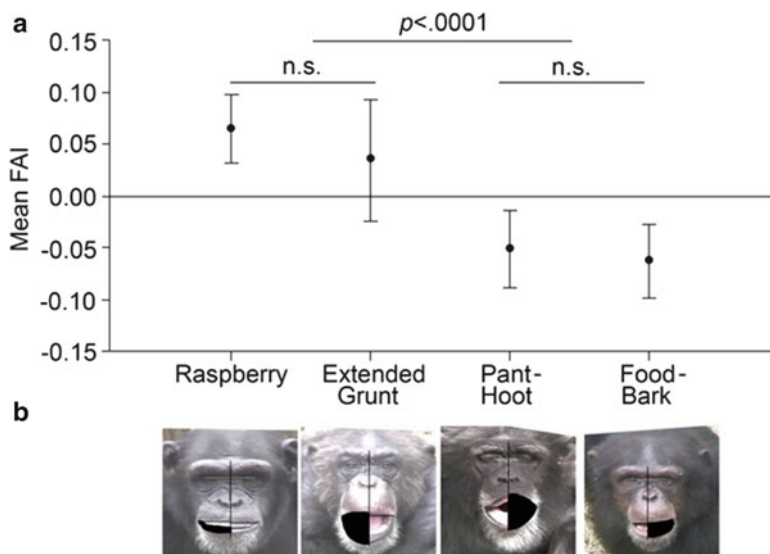 a
p<.0001
n.s.
n.s.
Mean FAI
0.15
0.10
0.05
0.00
-0.05
-0.10
-0.15
Raspberry
Extended
Grunt
Pant-
Hoot
Food-
Bark
b